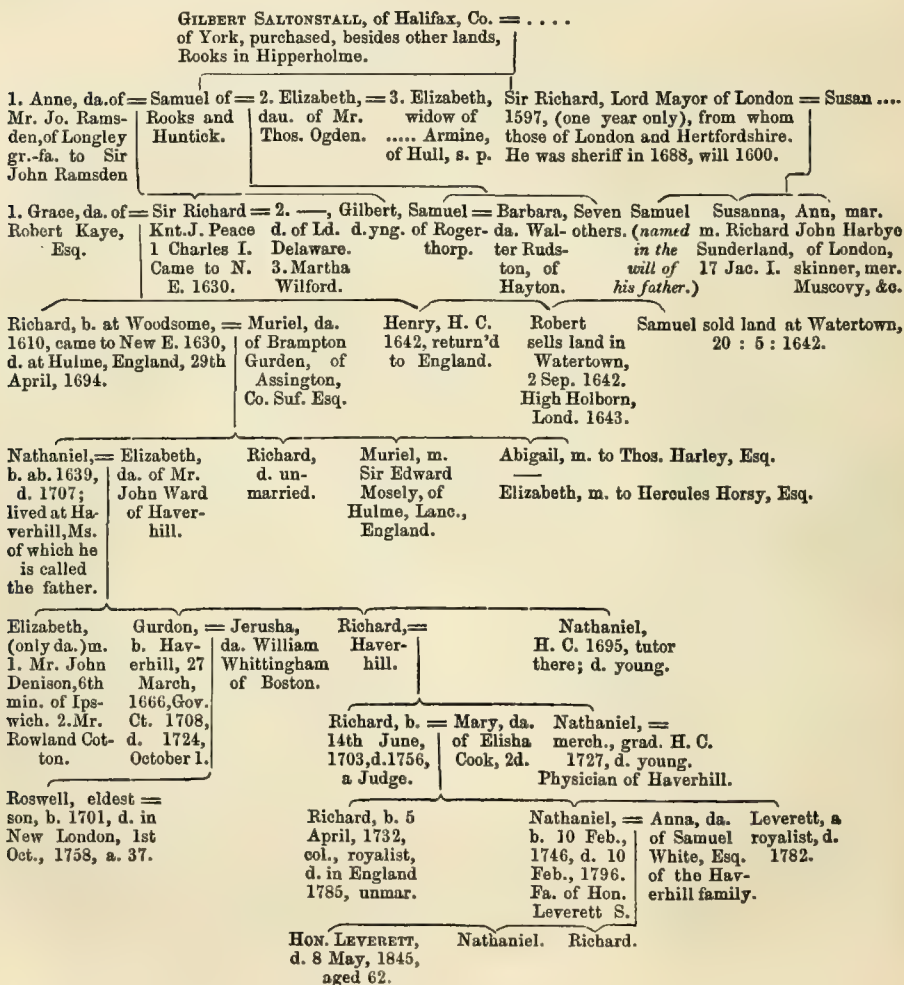 GILBERT SALTONSTALL, of Halifax, Co. = . . . .
of York, purchased, besides other lands,
Rooks in Hipperholme.
1. Anne, da. of
Mr. Jo. Rams-
den, of Longley
gr.-fa. to Sir
John Ramsden
= Samuel of
Rooks and
Huntick.
= 2. Elizabeth,
dau. of Mr.
Thos. Ogden.
= 3. Elizabeth,
widow of
..... Armine,
of Hull, s. p.
Sir Richard, Lord Mayor of London
1597, (one year only), from whom
those of London and Hertfordshire.
He was sheriff in 1688, will 1600.
= Susan ....
1. Grace, da. of
Robert Kaye,
Esq.
= Sir Richard
Knt. J. Peace
1 Charles I.
Came to N.
E. 1630.
= 2. —,
d. of Ld.
Delaware.
3. Martha
Wilford.
Gilbert,
d. yng.
Samuel
of Roger-
thorp.
= Barbara,
da. Wal-
ter Ruds-
ton, of
Hayton.
Seven
others.
Samuel
(named
in the
will of
his father.)
Susanna,
m. Richard
Sunderland,
17 Jac. I.
Ann, mar.
John Harbye
of London,
skinner, mer.
Muscovy, &c.
Richard, b. at Woodsome,
1610, came to New E. 1630,
d. at Hulme, England, 29th
April, 1694.
= Muriel, da.
of Brampton
Gurden, of
Assington,
Co. Suf. Esq.
Henry, H. C.
1642, return'd
to England.
Robert
sells land in
Watertown,
2 Sep. 1642.
High Holborn,
Lond. 1643.
Samuel sold land at Watertown,
20 : 5 : 1642.
Nathaniel,
b. ab. 1639,
d. 1707;
lived at Ha-
verhill, Ms.
of which he
is called
the father.
= Elizabeth,
da. of Mr.
John Ward
of Haver-
hill.
Richard,
d. un-
married.
Muriel, m.
Sir Edward
Mosely, of
Hulme, Lanc.,
England.
Abigail, m. to Thos. Harley, Esq.
—
Elizabeth, m. to Hercules Horsy, Esq.
Elizabeth,
(only da.) m.
1. Mr. John
Denison, 6th
min. of Ips-
wich. 2. Mr.
Rowland Cot-
ton.
Gurdon,
b. Hav-
erhill, 27
March,
1666, Gov.
Ct. 1708,
d. 1724,
October 1.
= Jerusha,
da. William
Whittingham
of Boston.
Richard, =
Haver-
hill.
Nathaniel,
H. C. 1695, tutor
there; d. young.
Richard, b.
14th June,
1703, d. 1756,
a Judge.
= Mary, da.
of Elisha
Cook, 2d.
Nathaniel, =
merch., grad. H. C.
1727, d. young.
Physician of Haverhill.
Roswell, eldest =
son, b. 1701, d. in
New London, 1st
Oct., 1758, a. 37.
Richard, b. 5
April, 1732,
col., royalist,
d. in England
1785, unmar.
Nathaniel,
b. 10 Feb.,
1746, d. 10
Feb., 1796.
Fa. of Hon.
Leverett S.
= Anna, da.
of Samuel
White, Esq.
of the Hav-
erhill family.
Leverett, a
royalist, d.
1782.
HON. LEVERETT,
d. 8 May, 1845,
aged 62.
Nathaniel.
Richard.